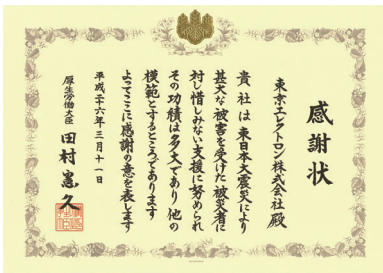 感謝状
東京エレクトロン株式会社殿
貴社は東日本大震災により
甚大な被害を受けた被災者に
対し惜しみない支援に努められ
その功績は多大であり他の
模範とするところであります
よってここに感謝の意を表します
平成二十六年三月十一日
厚生労働大臣 田村憲久